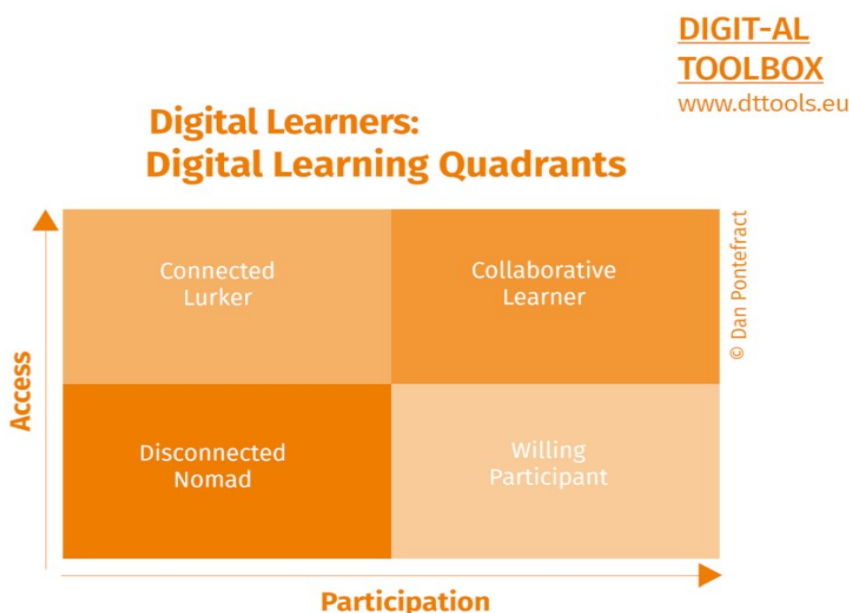 DIGIT-AL
TOOLBOX
www.dttools.eu
Digital Learners:
Digital Learning Quadrants
Connected
Lurker
Collaborative
Learner
© Dan Pontefract
Access
Disconnected
Nomad
Willing
Participant
Participation